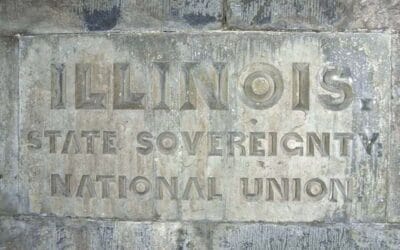 ILLINOIS.
STATE SOVEREIGNTY.
NATIONAL UNION.